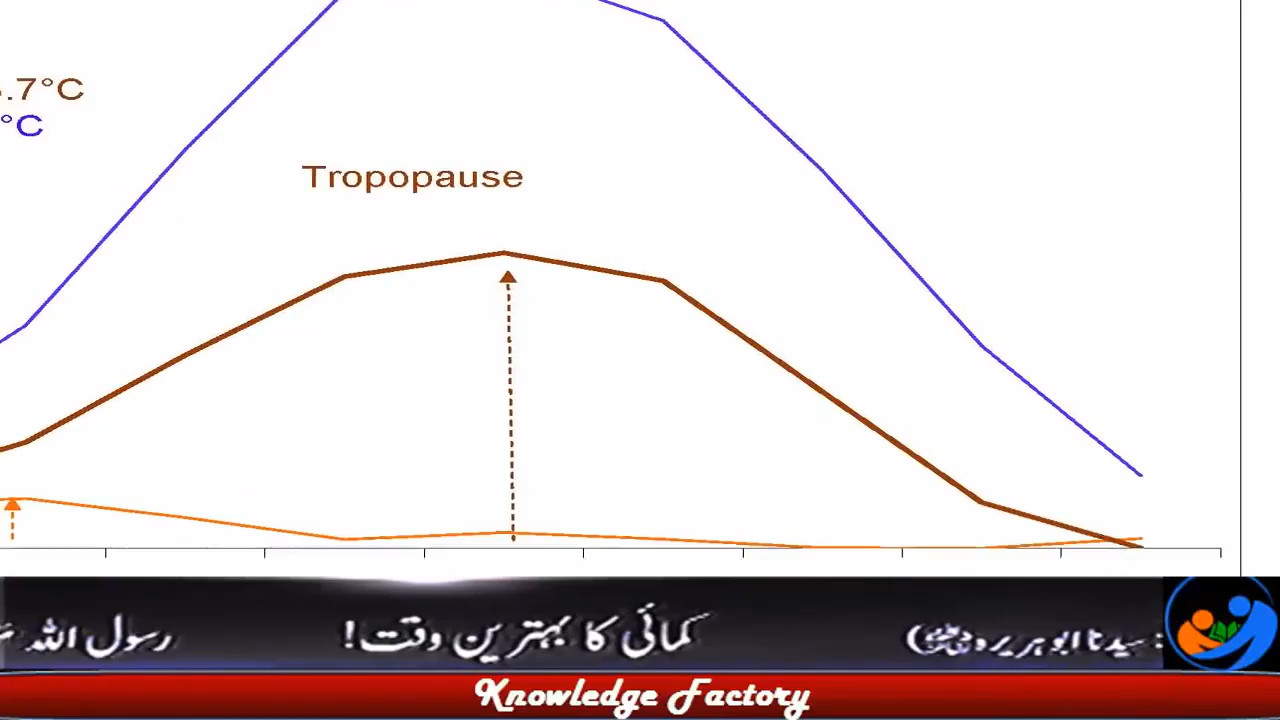 .7°C
°C
Tropopause
: سیدنا ابو ہریرہ کمائی کا بہترین وقت! رسول اللہ
Knowledge Factory